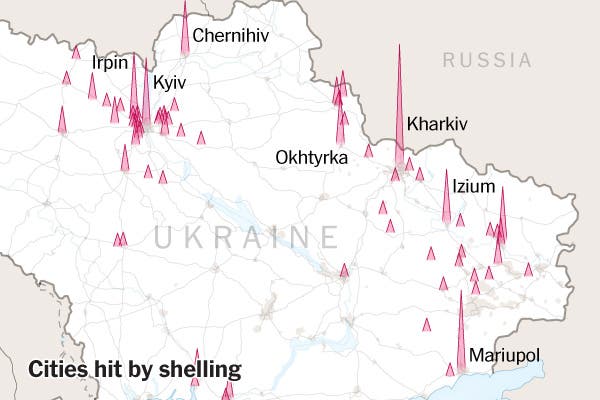 Chernihiv
Irpin
RUSSIA
Kyiv
Kharkiv
Okhtyrka
Izium
UKRAINE
Mariupol
Cities hit by shelling